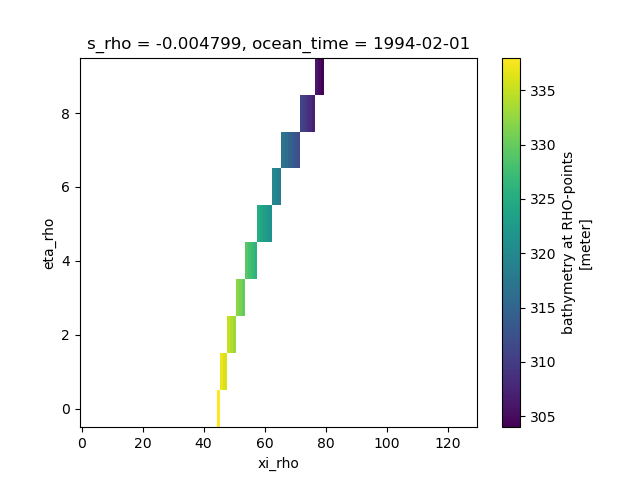 s_rho = -0.004799, ocean_time = 1994-02-01
eta_rho
8
6
4
2
0
0 20 40 60 80 100 120
xi_rho
335
330
325
320
315
310
305
bathymetry at RHO-points
[meter]